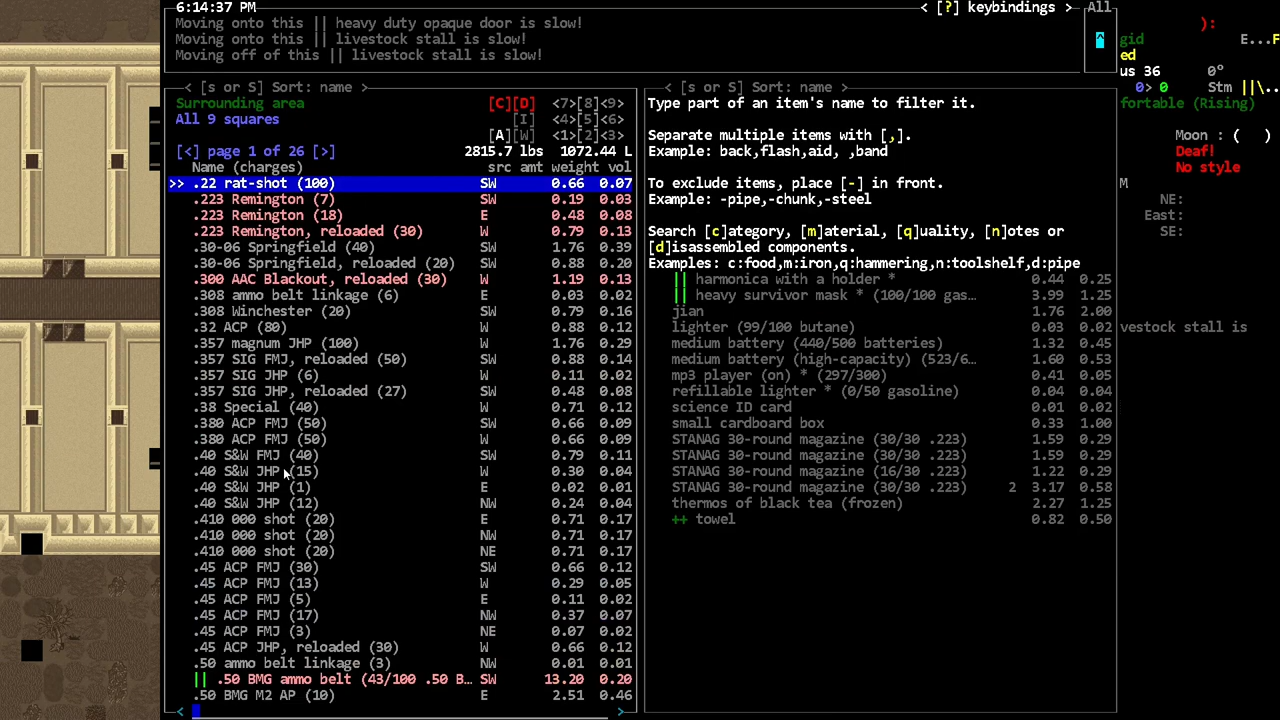 6:14:37 PM < [?] keybindings > All
Moving onto this || heavy duty opaque door is slow!
Moving onto this || livestock stall is slow!
Moving off of this || livestock stall is slow!
^
): 
gid E...F
ed
us 36 0°
0> 0 Stm ||\..
fortable (Rising)
Moon : ( )
Deaf!
No style
M
NE:
East:
SE:
vestock stall is
< [s or S] Sort: name >
Surrounding area [C][D] <7>[8]<9>
All 9 squares [I] <4>[5]<6>
[A][W] <1>[2]<3>
[<] page 1 of 26 [>] 2815.7 lbs 1072.44 L
Name (charges) src amt weight vol
>> .22 rat-shot (100) SW 0.66 0.07
.223 Remington (7) SW 0.19 0.03
.223 Remington (18) E 0.48 0.08
.223 Remington, reloaded (30) W 0.79 0.13
.30-06 Springfield (40) SW 1.76 0.39
.30-06 Springfield, reloaded (20) SW 0.88 0.20
.300 AAC Blackout, reloaded (30) W 1.19 0.13
.308 ammo belt linkage (6) E 0.03 0.02
.308 Winchester (20) SW 0.79 0.16
.32 ACP (80) W 0.88 0.12
.357 magnum JHP (100) W 1.76 0.29
.357 SIG FMJ, reloaded (50) SW 0.88 0.14
.357 SIG JHP (6) W 0.11 0.02
.357 SIG JHP, reloaded (27) SW 0.48 0.08
.38 Special (40) W 0.71 0.12
.380 ACP FMJ (50) SW 0.66 0.09
.380 ACP FMJ (50) W 0.66 0.09
.40 S&W FMJ (40) SW 0.79 0.11
.40 S&W JHP (15) W 0.30 0.04
.40 S&W JHP (1) E 0.02 0.01
.40 S&W JHP (12) NW 0.24 0.04
.410 000 shot (20) E 0.71 0.17
.410 000 shot (20) NW 0.71 0.17
.410 000 shot (20) NE 0.71 0.17
.45 ACP FMJ (30) SW 0.66 0.12
.45 ACP FMJ (13) W 0.29 0.05
.45 ACP FMJ (5) E 0.11 0.02
.45 ACP FMJ (17) NW 0.37 0.07
.45 ACP FMJ (3) NE 0.07 0.02
.45 ACP JHP, reloaded (30) W 0.66 0.12
.50 ammo belt linkage (3) NW 0.01 0.01
|| .50 BMG ammo belt (43/100 .50 B… SW 13.20 0.20
.50 BMG M2 AP (10) E 2.51 0.46
< >
< [s or S] Sort: name >
Type part of an item's name to filter it.
Separate multiple items with [,].
Example: back,flash,aid, ,band
To exclude items, place [-] in front.
Example: -pipe,-chunk,-steel
Search [c]ategory, [m]aterial, [q]uality, [n]otes or
[d]isassembled components.
Examples: c:food,m:iron,q:hammering,n:toolshelf,d:pipe
|| harmonica with a holder * 0.44 0.25
|| heavy survivor mask * (100/100 gas… 3.99 1.25
jian 1.76 2.00
lighter (99/100 butane) 0.03 0.02
medium battery (440/500 batteries) 1.32 0.45
medium battery (high-capacity) (523/6… 1.60 0.53
mp3 player (on) * (297/300) 0.41 0.05
refillable lighter * (0/50 gasoline) 0.04 0.04
science ID card 0.01 0.02
small cardboard box 0.33 1.00
STANAG 30-round magazine (30/30 .223) 1.59 0.29
STANAG 30-round magazine (30/30 .223) 1.59 0.29
STANAG 30-round magazine (16/30 .223) 1.22 0.29
STANAG 30-round magazine (30/30 .223) 2 3.17 0.58
thermos of black tea (frozen) 2.27 1.25
++ towel 0.82 0.50